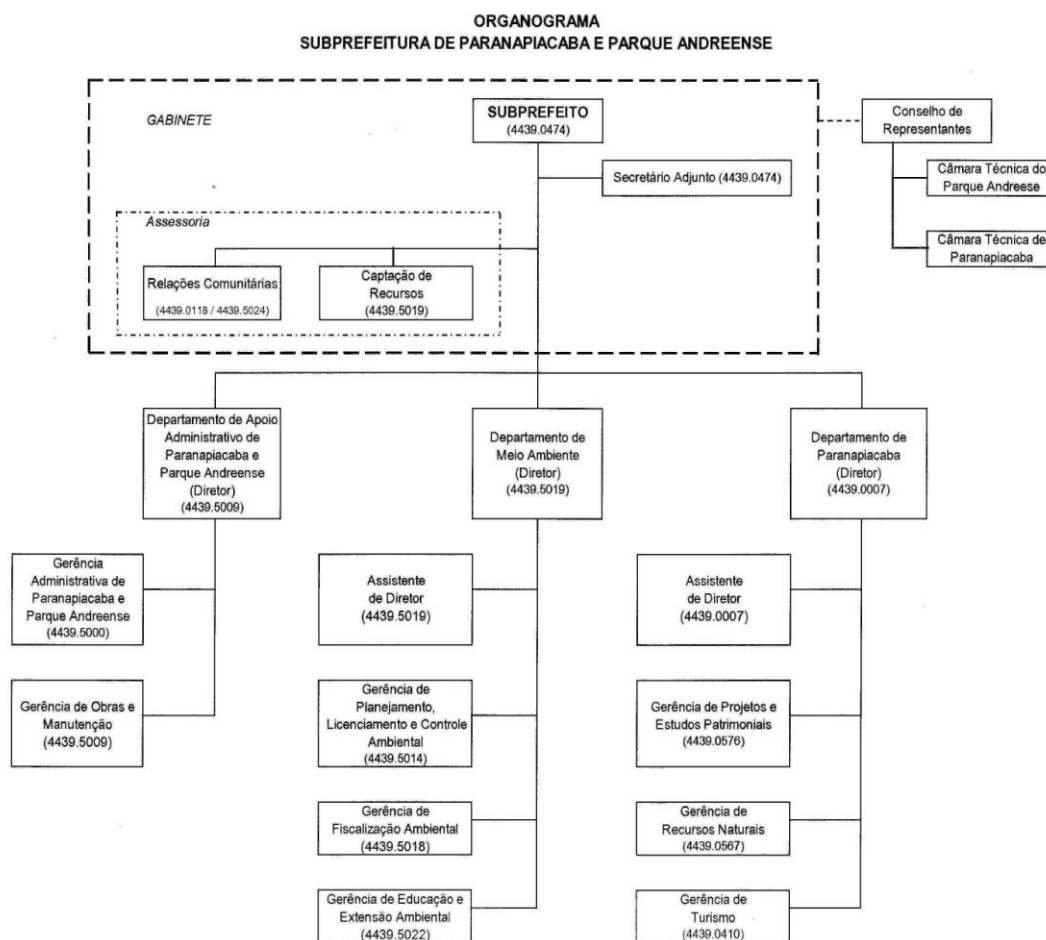 ORGANOGRAMA
SUBPREFEITURA DE PARANAPIACABA E PARQUE ANDREENSE
GABINETE
SUBPREFEITO
(4439.0474)
Conselho de
Representantes
Secretário Adjunto (4439.0474)
Câmara Técnica do
Parque Andreese
Câmara Técnica de
Paranapiacaba
Assessoria
Relações Comunitárias
(4439.0118 / 4439.5024)
Captação de
Recursos
(4439.5019)
Departamento de Apoio
Administrativo de
Paranapiacaba e
Parque Andreense
(Diretor)
(4439.5009)
Departamento de
Meio Ambiente
(Diretor)
(4439.5019)
Departamento de
Paranapiacaba
(Diretor)
(4439.0007)
Gerência
Administrativa de
Paranapiacaba e
Parque Andreense
(4439.5000)
Assistente
de Diretor
(4439.5019)
Assistente
de Diretor
(4439.0007)
Gerência de Obras e
Manutenção
(4439.5009)
Gerência de
Planejamento,
Licenciamento e Controle
Ambiental
(4439.5014)
Gerência de Projetos e
Estudos Patrimoniais
(4439.0576)
Gerência de
Fiscalização Ambiental
(4439.5018)
Gerência de
Recursos Naturais
(4439.0567)
Gerência de Educação e
Extensão Ambiental
(4439.5022)
Gerência de
Turismo
(4439.0410)